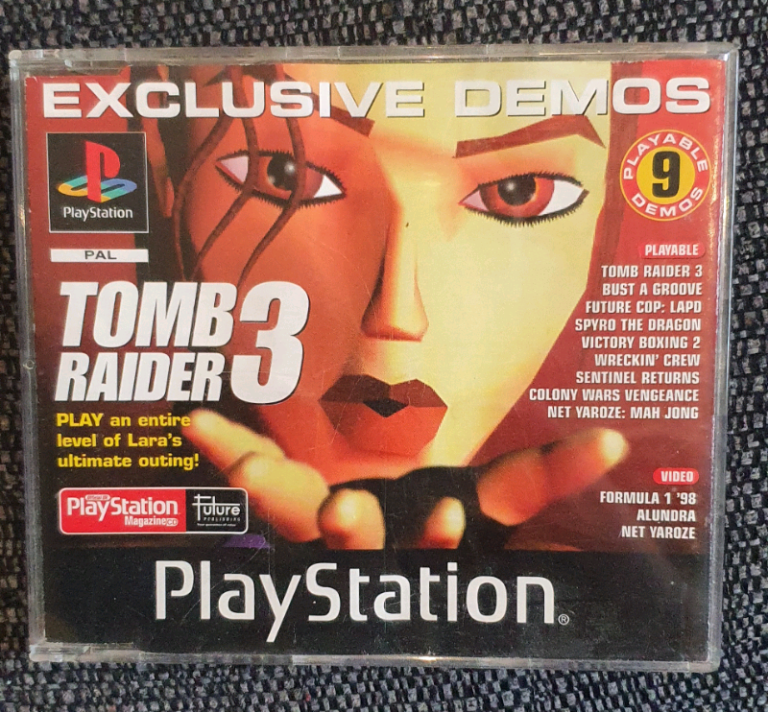 EXCLUSIVE DEMOS
PlayStation
PAL
PLAYABLE
9
DEMOS
TOMB
RAIDER 3
PLAY an entire
level of Lara's
ultimate outing!
PLAYABLE
TOMB RAIDER 3
BUST A GROOVE
FUTURE COP: LAPD
SPYRO THE DRAGON
VICTORY BOXING 2
WRECKIN' CREW
SENTINEL RETURNS
COLONY WARS VENGEANCE
NET YAROZE: MAH JONG
VIDEO
FORMULA 1 '98
ALUNDRA
NET YAROZE
PlayStation
Magazine CD
Future
PUBLISHING
PlayStation®